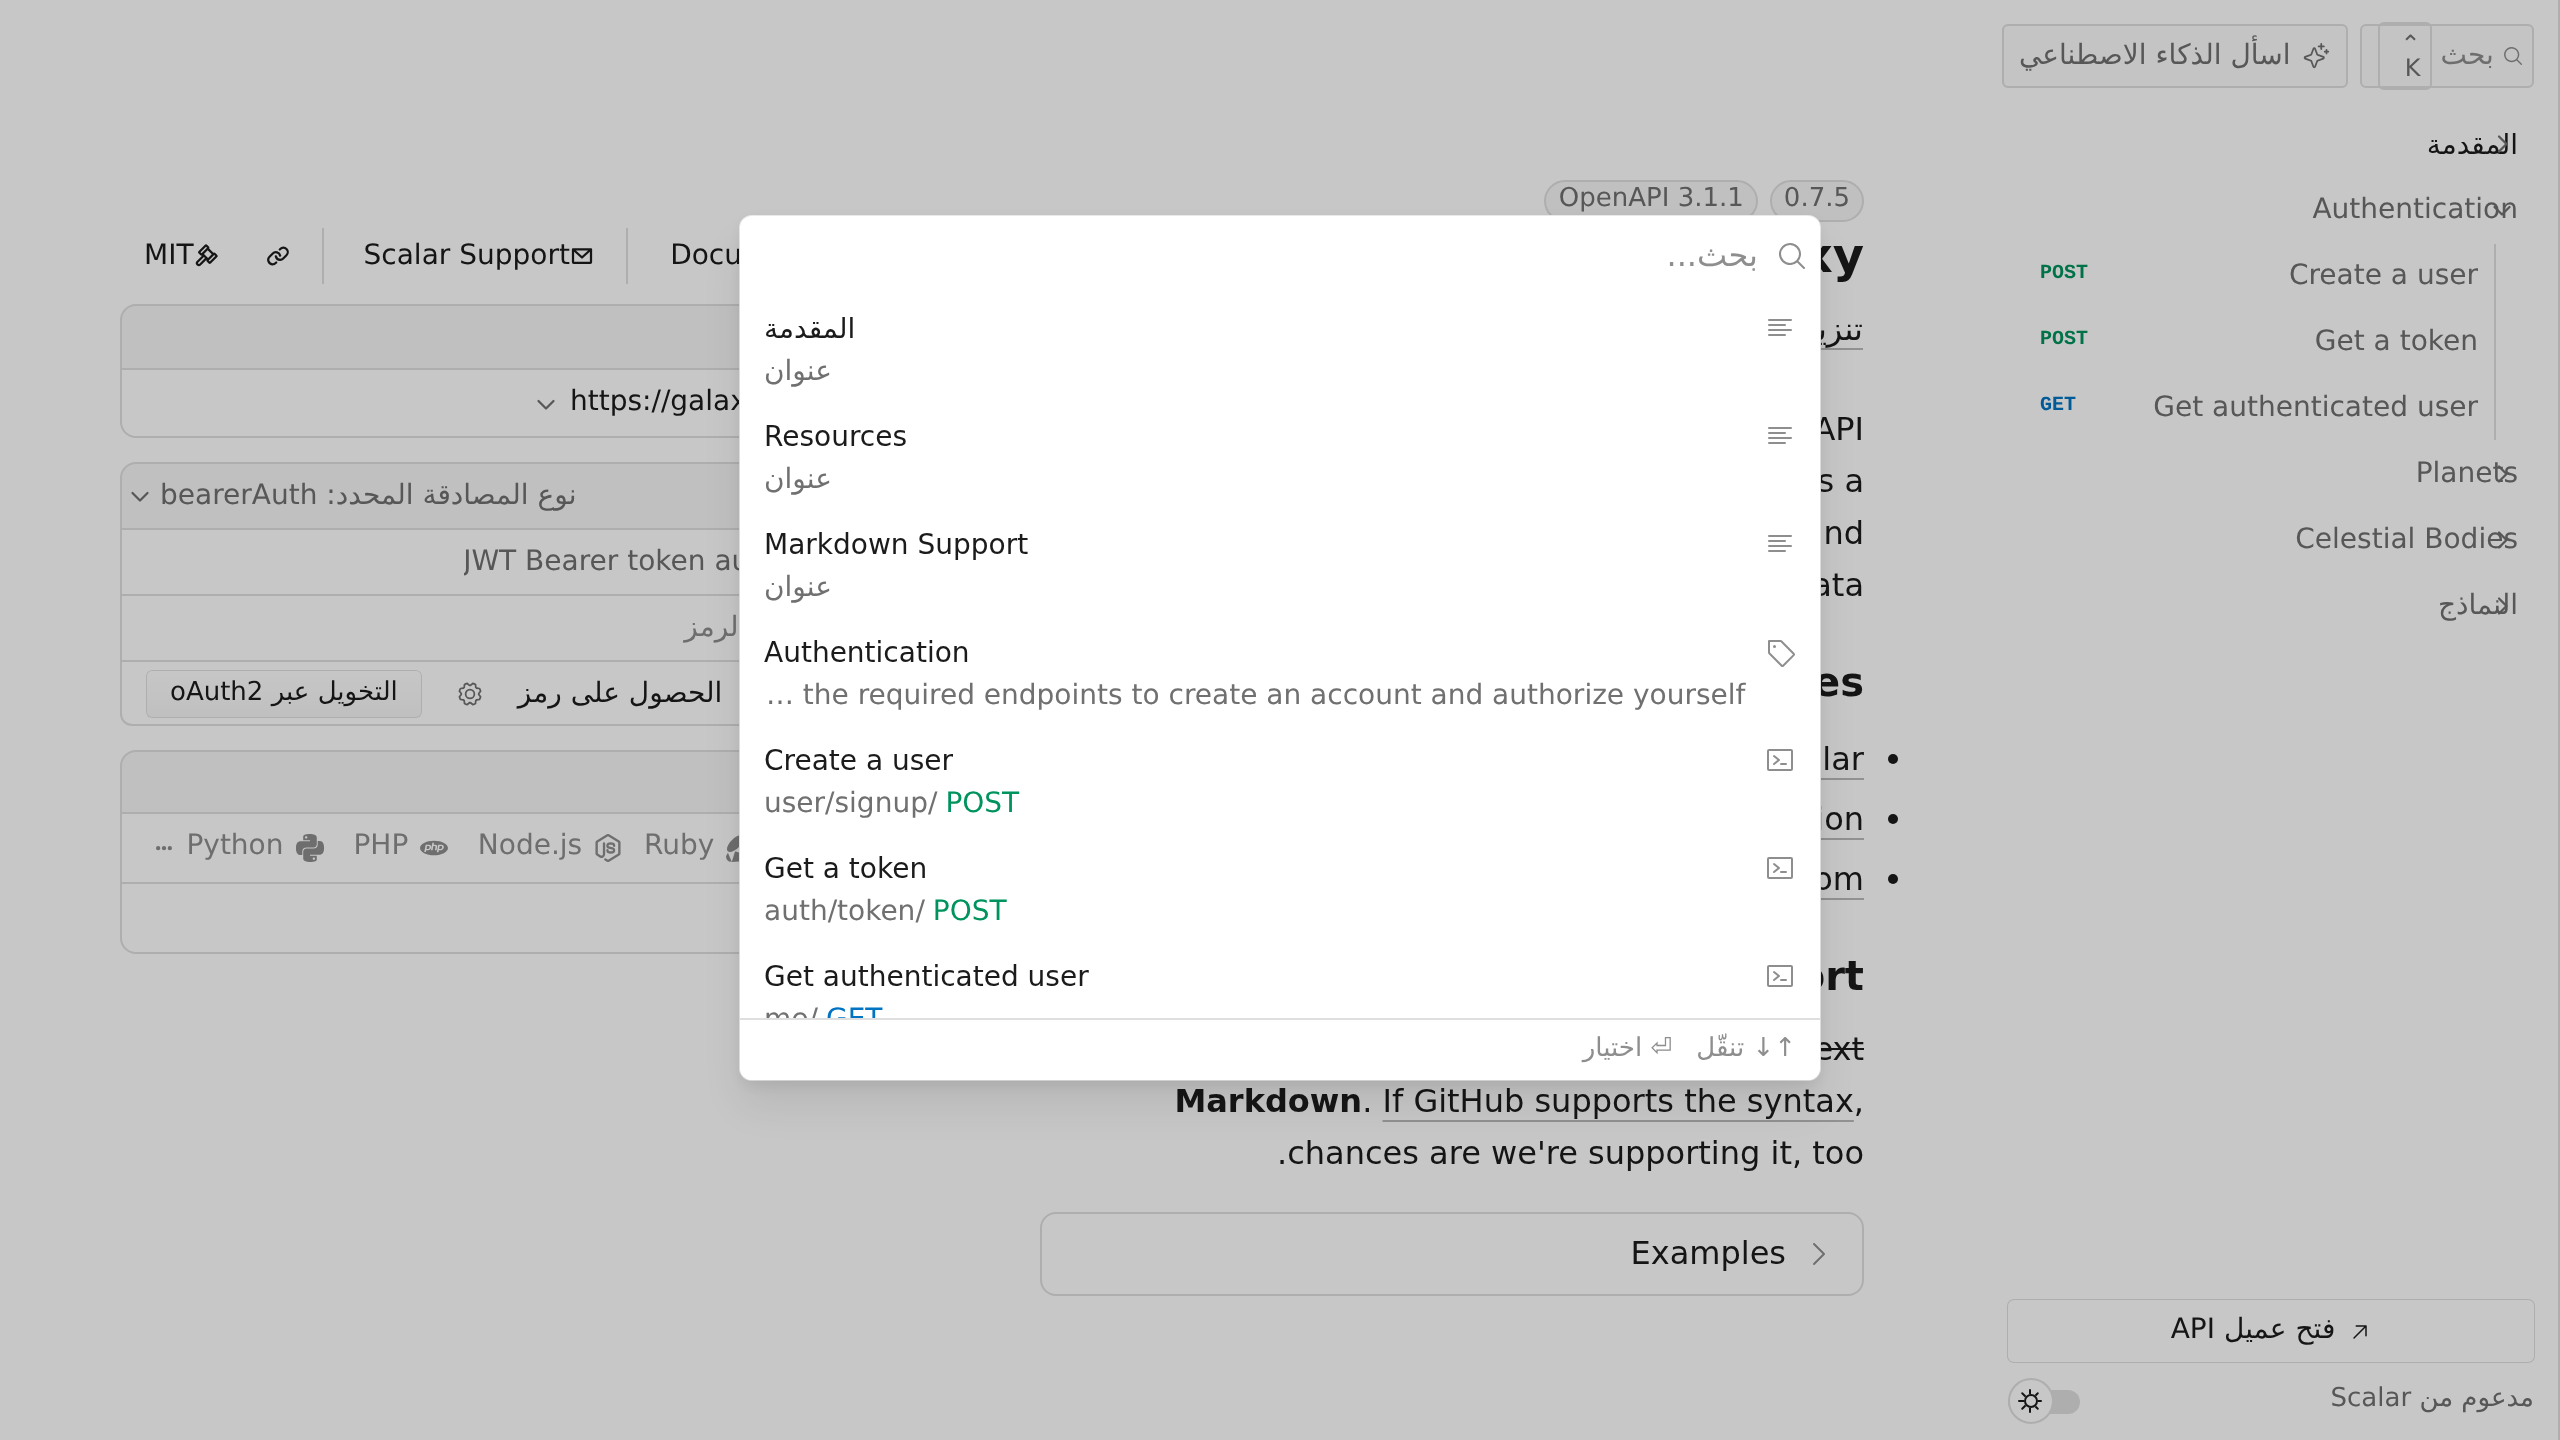 بحث
⌃ K
اسأل الذكاء الاصطناعي
المقدمة
Authentication
Create a user POST
Get a token POST
Get authenticated user GET
Planets
Celestial Bodies
النماذج
فتح عميل API
مدعوم من Scalar
0.7.5
OpenAPI 3.1.1
Scalar Support
MIT
https://
نوع المصادقة المحدد: bearerAuth
JWT Bearer token
الحصول على رمز
التخويل عبر oAuth2
Ruby
Node.js
PHP
Python
API
a
Markdown. If GitHub supports the syntax,
chances are we're supporting it, too.
Examples
بحث...
المقدمة
عنوان
Resources
عنوان
Markdown Support
عنوان
Authentication
the required endpoints to create an account and authorize yourself …
Create a user
user/signup/ POST
Get a token
auth/token/ POST
Get authenticated user
me/ GET
↑↓ تنقّل
⏎ اختيار